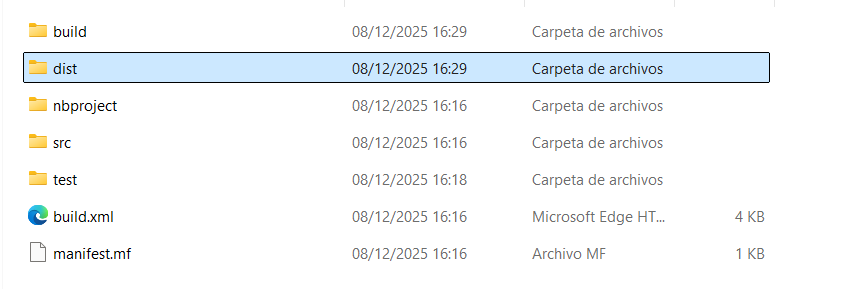 build 08/12/2025 16:29 Carpeta de archivos
dist 08/12/2025 16:29 Carpeta de archivos
nbproject 08/12/2025 16:16 Carpeta de archivos
src 08/12/2025 16:16 Carpeta de archivos
test 08/12/2025 16:18 Carpeta de archivos
build.xml 08/12/2025 16:16 Microsoft Edge HT... 4 KB
manifest.mf 08/12/2025 16:16 Archivo MF 1 KB